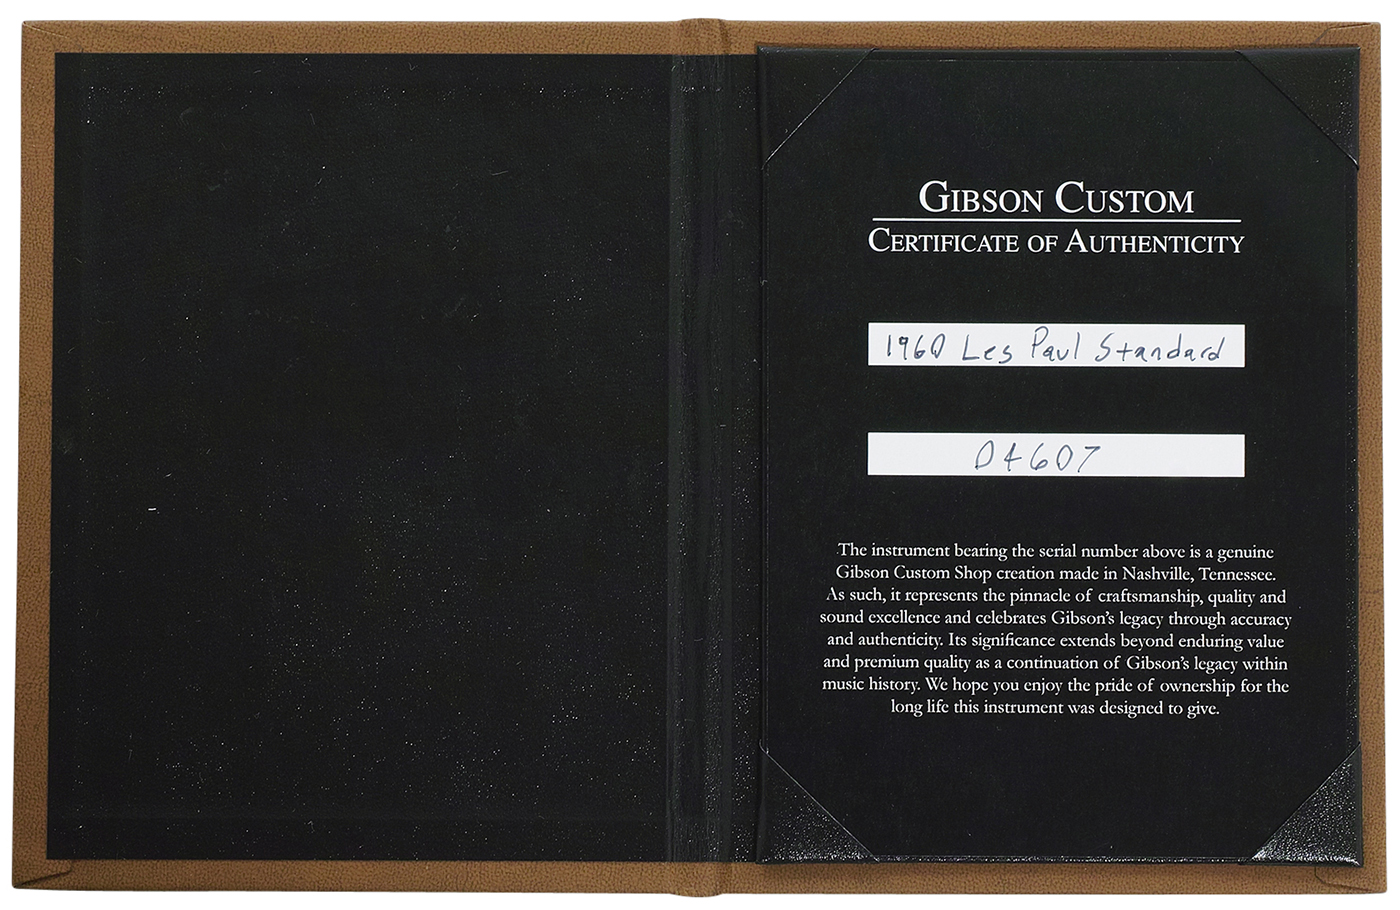 GIBSON CUSTOM
CERTIFICATE OF AUTHENTICITY
1960 Les Paul Standard
04607
The instrument bearing the serial number above is a genuine
Gibson Custom Shop creation made in Nashville, Tennessee.
As such, it represents the pinnacle of craftsmanship, quality and
sound excellence and celebrates Gibson's legacy through accuracy
and authenticity. Its significance extends beyond enduring value
and premium quality as a continuation of Gibson's legacy within
music history. We hope you enjoy the pride of ownership for the
long life this instrument was designed to give.